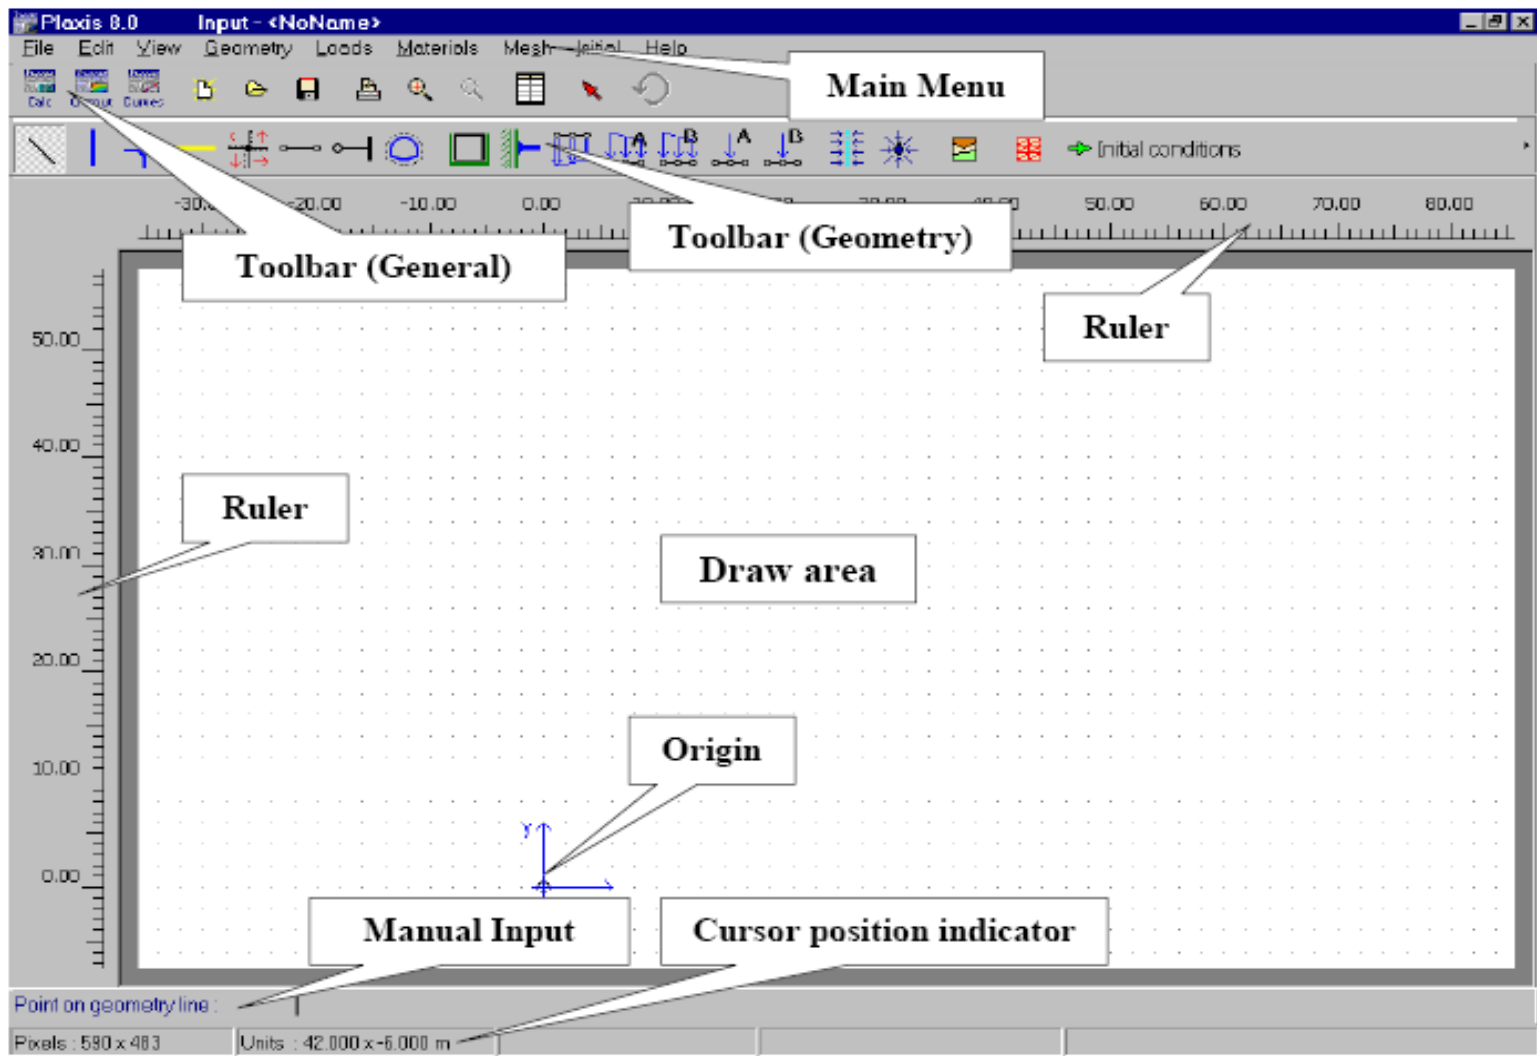 Plaxis 8.0 Input - <NoName>
File Edit View Geometry Loads Materials Mesh Initial Help
Main Menu
Calc Output Curves
A B A B Initial conditions
-20.00 -10.00 0.00 50.00 60.00 70.00 80.00
Toolbar (General)
Toolbar (Geometry)
Ruler
50.00
40.00
Ruler
30.00
Draw area
20.00
Origin
10.00
y
0.00
Manual Input
Cursor position indicator
Point on geometry line :
Pixels : 590 x 483 Units : 42.000 x -6.000 m